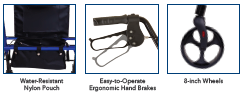 Water-Resistant
Nylon Pouch
Easy-to-Operate
Ergonomic Hand Brakes
8-inch Wheels